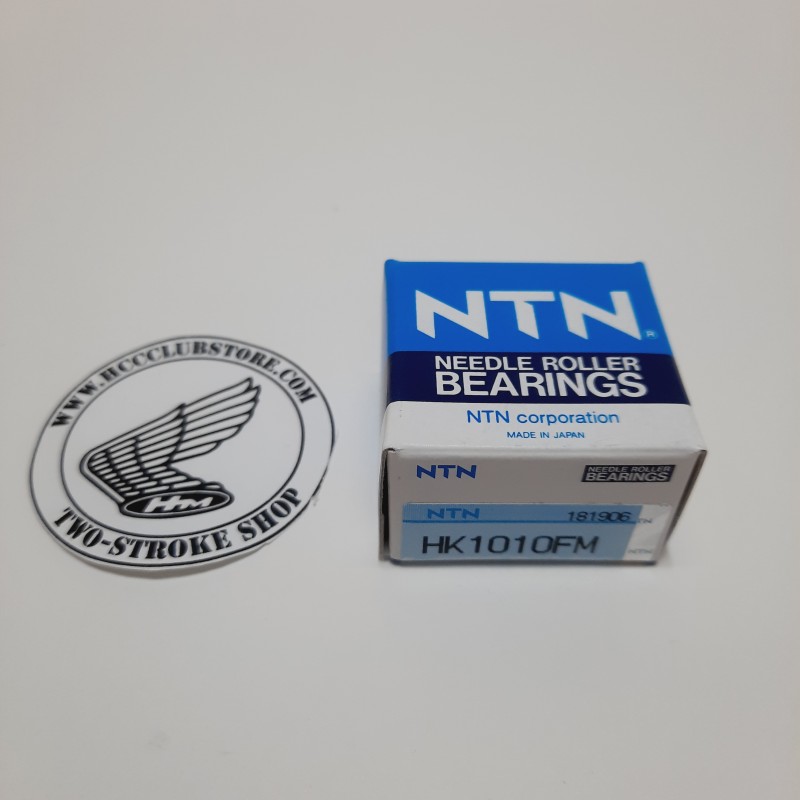 WWW.HCCCLUBSTORE.COM
HM
TWO-STROKE SHOP
NTN
R
NEEDLE ROLLER
BEARINGS
NTN corporation
MADE IN JAPAN
NTN
NEEDLE ROLLER
BEARINGS
NTN
181906
HK1010FM
NTN